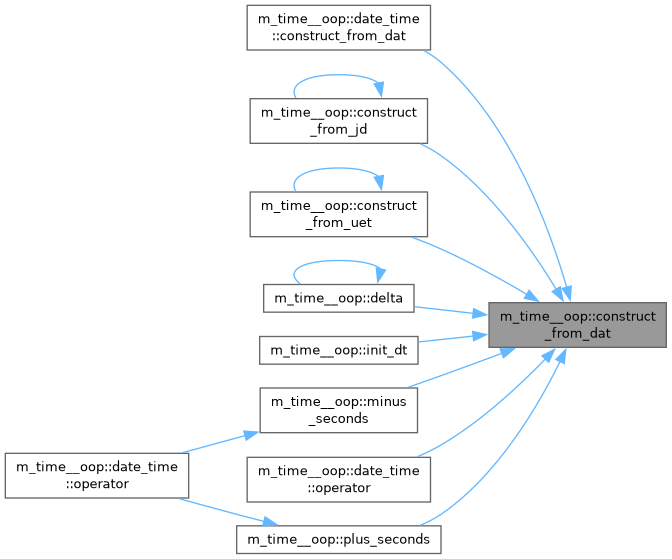 m_time__oop::date_time
::construct_from_dat
m_time__oop::construct
_from_jd
m_time__oop::construct
_from_uet
m_time__oop::delta
m_time__oop::construct
_from_dat
m_time__oop::init_dt
m_time__oop::minus
_seconds
m_time__oop::date_time
::operator
m_time__oop::date_time
::operator
m_time__oop::plus_seconds